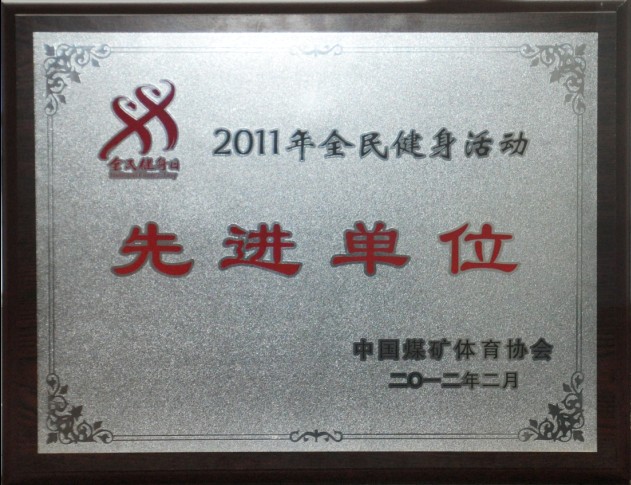 全民健身日
2011年全民健身活动
先进单位
中国煤矿体育协会
二〇一二年二月